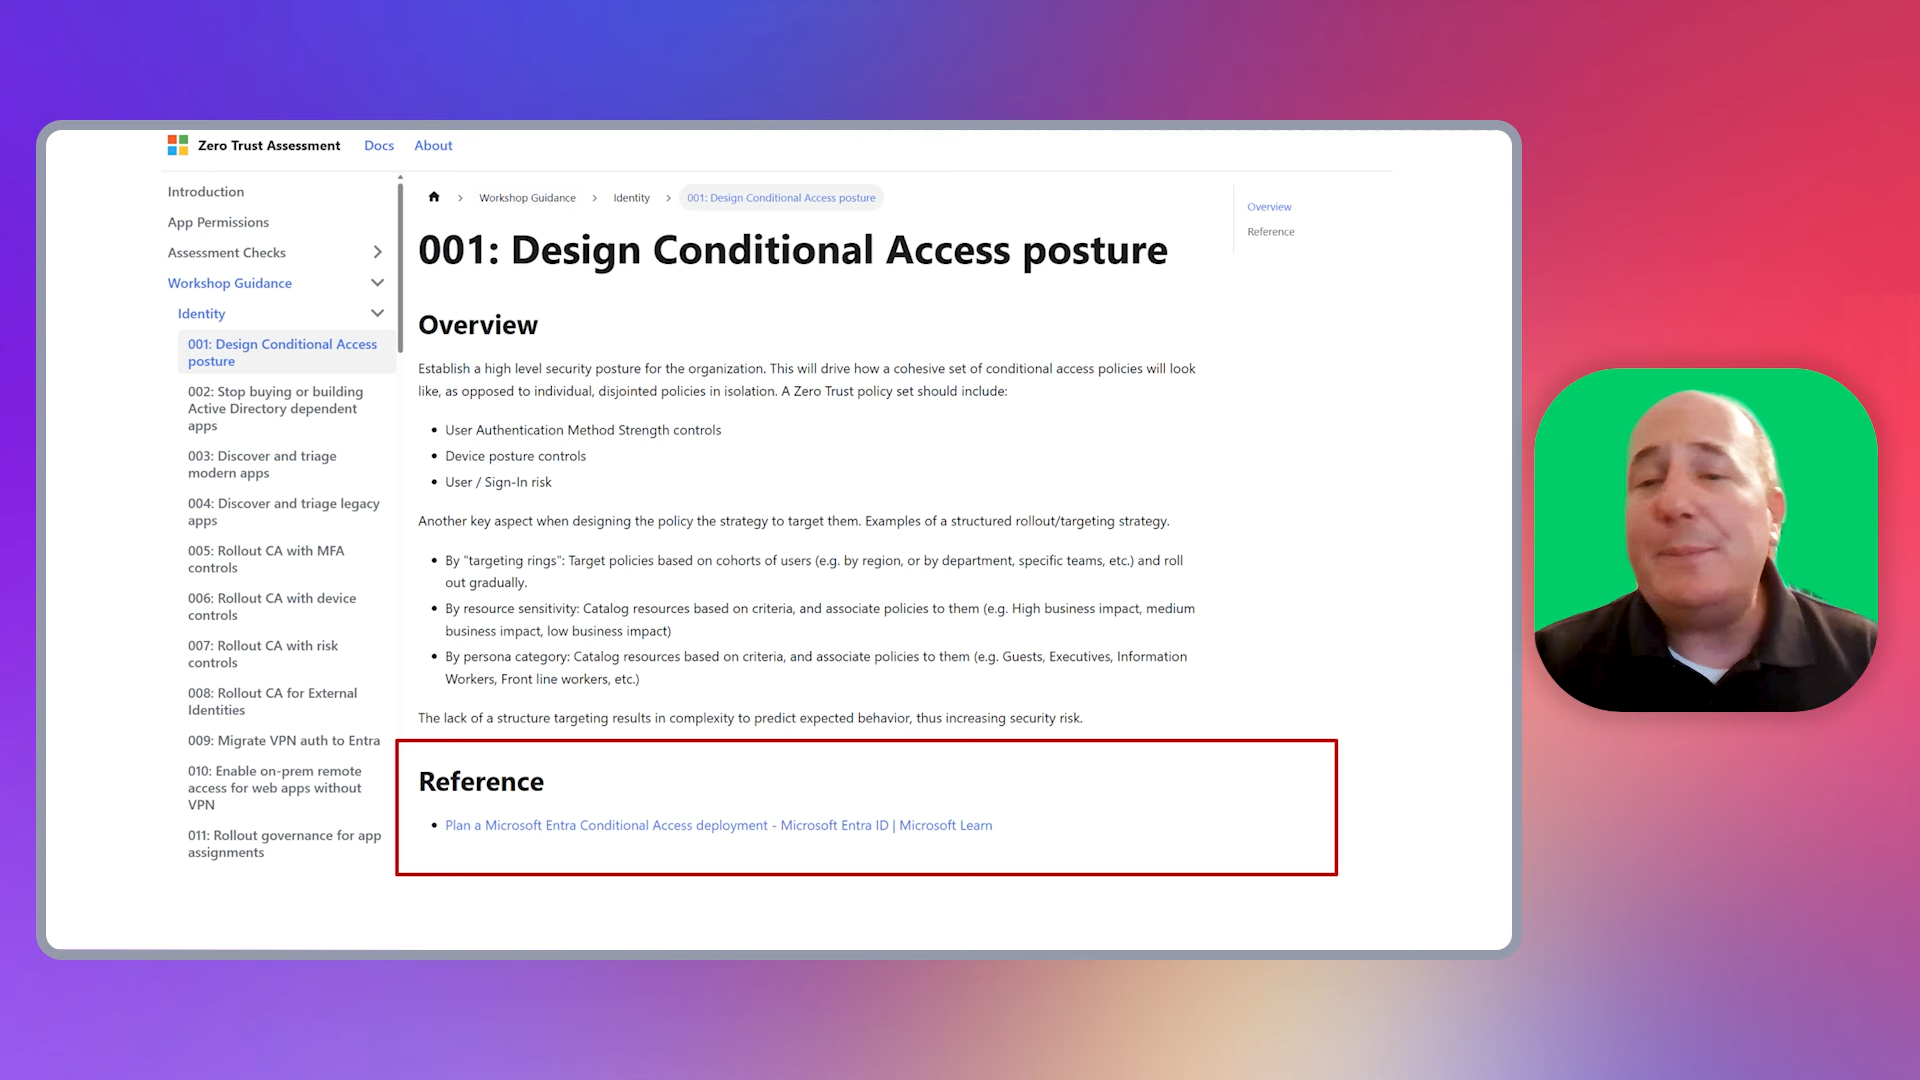 Zero Trust Assessment Docs About
Introduction
App Permissions
Assessment Checks
Workshop Guidance
Identity
001: Design Conditional Access
posture
002: Stop buying or building
Active Directory dependent
apps
003: Discover and triage
modern apps
004: Discover and triage legacy
apps
005: Rollout CA with MFA
controls
006: Rollout CA with device
controls
007: Rollout CA with risk
controls
008: Rollout CA for External
Identities
009: Migrate VPN auth to Entra
010: Enable on-prem remote
access for web apps without
VPN
011: Rollout governance for app
assignments
Workshop Guidance Identity 001: Design Conditional Access posture
001: Design Conditional Access posture
Overview
Establish a high level security posture for the organization. This will drive how a cohesive set of conditional access policies will look
like, as opposed to individual, disjointed policies in isolation. A Zero Trust policy set should include:
• User Authentication Method Strength controls
• Device posture controls
• User / Sign-In risk
Another key aspect when designing the policy the strategy to target them. Examples of a structured rollout/targeting strategy.
• By "targeting rings": Target policies based on cohorts of users (e.g. by region, or by department, specific teams, etc.) and roll
out gradually.
• By resource sensitivity: Catalog resources based on criteria, and associate policies to them (e.g. High business impact, medium
business impact, low business impact)
• By persona category: Catalog resources based on criteria, and associate policies to them (e.g. Guests, Executives, Information
Workers, Front line workers, etc.)
The lack of a structure targeting results in complexity to predict expected behavior, thus increasing security risk.
Reference
• Plan a Microsoft Entra Conditional Access deployment - Microsoft Entra ID | Microsoft Learn
Overview
Reference